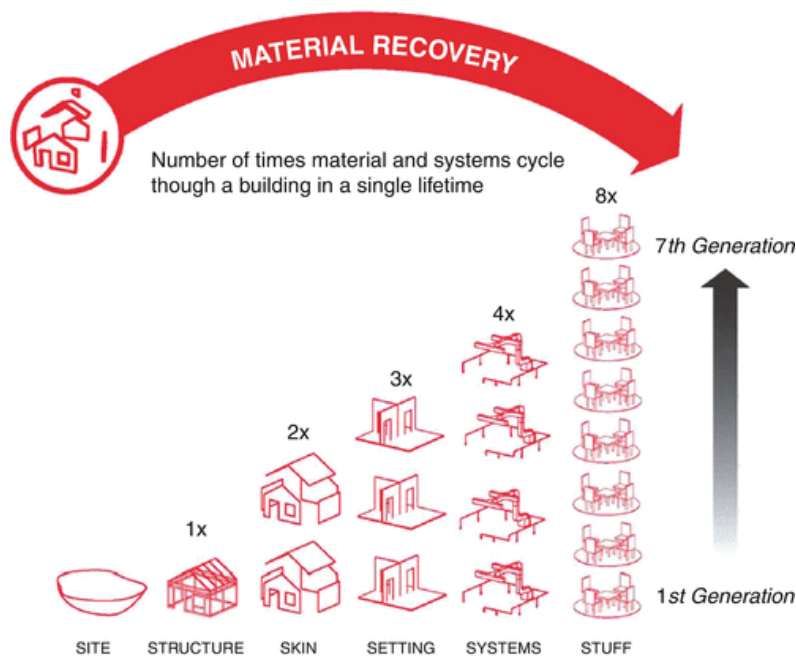 MATERIAL RECOVERY
Number of times material and systems cycle
though a building in a single lifetime
8x
7th Generation
4x
3x
2x
1x
1st Generation
SITE STRUCTURE SKIN SETTING SYSTEMS STUFF